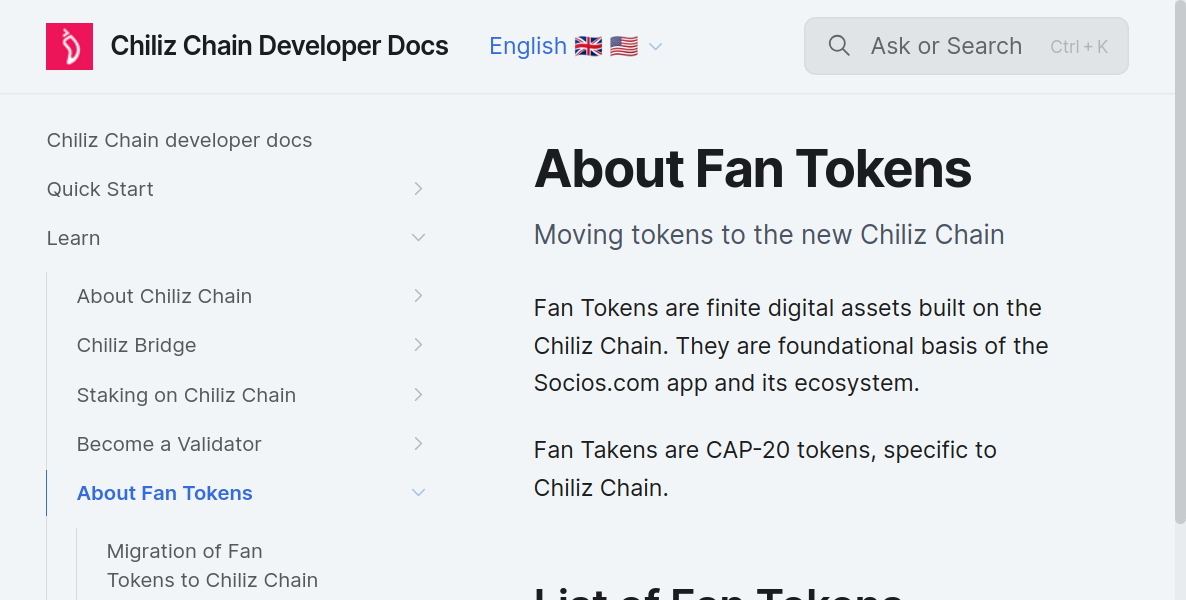 Chiliz Chain Developer Docs
English 🇬🇧 🇺🇸
Ask or Search Ctrl + K
Chiliz Chain developer docs
Quick Start
Learn
About Chiliz Chain
Chiliz Bridge
Staking on Chiliz Chain
Become a Validator
About Fan Tokens
Migration of Fan
Tokens to Chiliz Chain
About Fan Tokens
Moving tokens to the new Chiliz Chain
Fan Tokens are finite digital assets built on the
Chiliz Chain. They are foundational basis of the
Socios.com app and its ecosystem.
Fan Takens are CAP-20 tokens, specific to
Chiliz Chain.
List of Fan Tokens